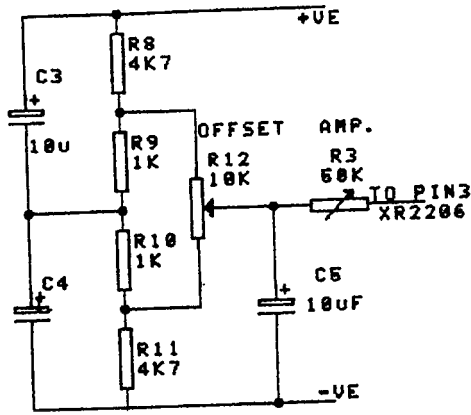 +VE
R8
4K7
C3
+
10u
R9
1K
OFFSET
AMP.
R12
10K
R3
50K
TO PIN3
XR2206
R10
1K
C4
+
C5
+
10uF
R11
4K7
-VE